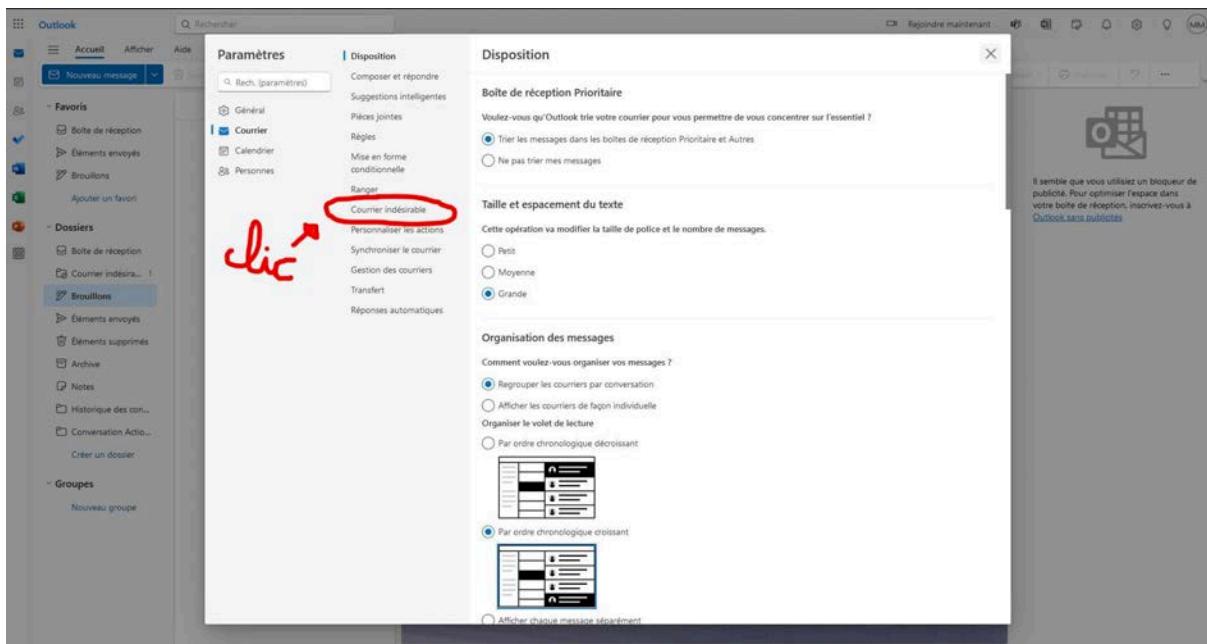 Outlook
Rechercher
Rejoindre maintenant
MM
Accueil Afficher Aide
Nouveau message
Favoris
Boîte de réception
Éléments envoyés
Brouillons
Ajouter un favori
Dossiers
Boîte de réception
Courrier indésira... 1
Brouillons
Éléments envoyés
Éléments supprimés
Archive
Notes
Historique des con...
Conversation Actio...
Créer un dossier
Groupes
Nouveau groupe
Paramètres
Rech. (paramètres)
Général
Courrier
Calendrier
Personnes
clic
Disposition
Composer et répondre
Suggestions intelligentes
Pièces jointes
Règles
Mise en forme
conditionnelle
Ranger
Courrier indésirable
Personnaliser les actions
Synchroniser le courrier
Gestion des courriers
Transfert
Réponses automatiques
Disposition
Boîte de réception Prioritaire
Voulez-vous qu'Outlook trie votre courrier pour vous permettre de vous concentrer sur l'essentiel ?
Trier les messages dans les boîtes de réception Prioritaire et Autres
Ne pas trier mes messages
Taille et espacement du texte
Cette opération va modifier la taille de police et le nombre de messages.
Petit
Moyenne
Grande
Organisation des messages
Comment voulez-vous organiser vos messages ?
Regrouper les courriers par conversation
Afficher les courriers de façon individuelle
Organiser le volet de lecture
Par ordre chronologique décroissant
Par ordre chronologique croissant
Afficher chaque message séparément
Il semble que vous utilisiez un bloqueur de
publicité. Pour optimiser l'espace dans
votre boîte de réception, inscrivez-vous à
Outlook sans publicités